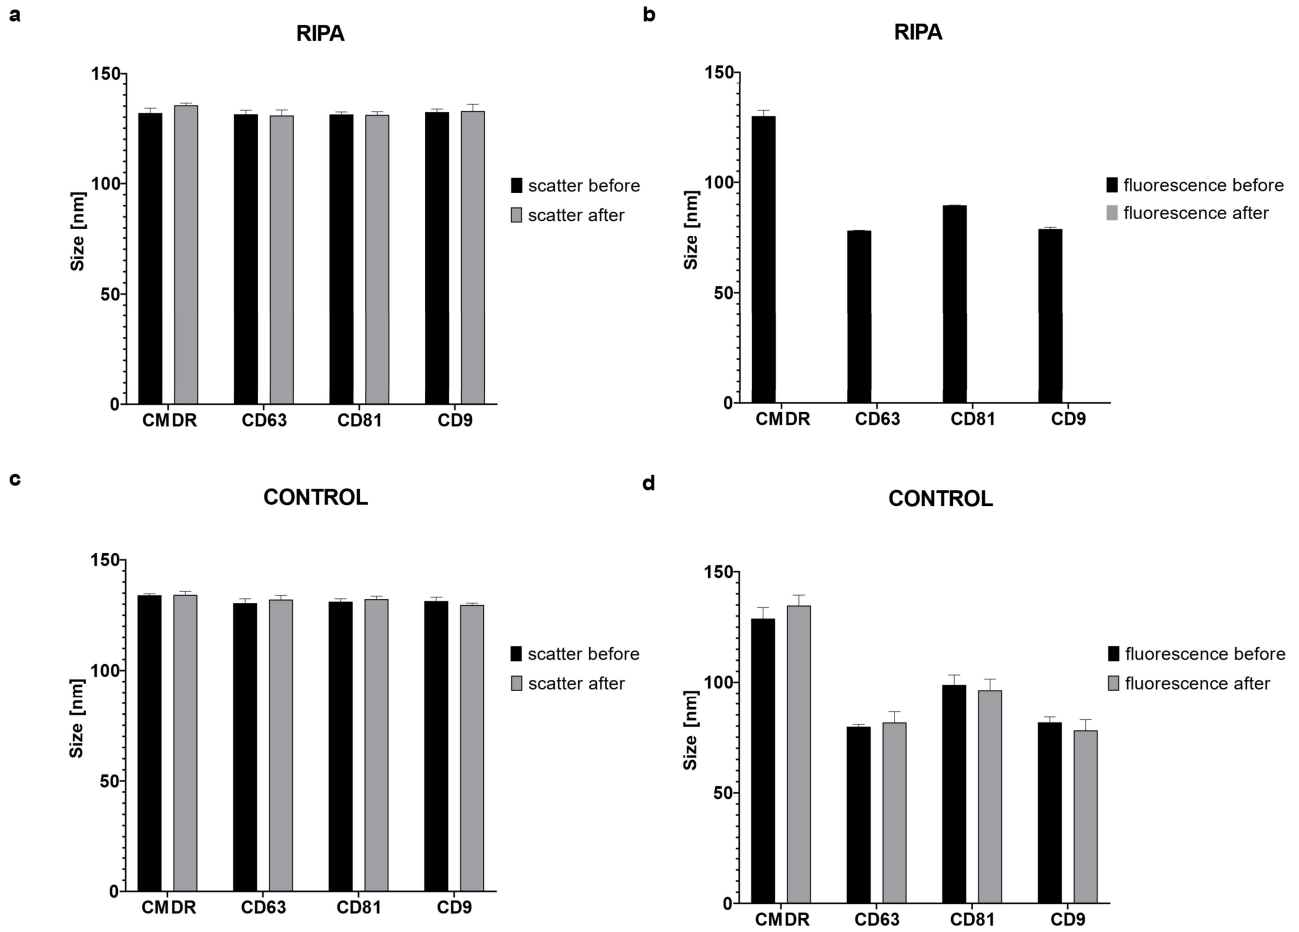 a
RIPA
150
100
50
0
Size [nm]
CMDR CD63 CD81 CD9
scatter before
scatter after
b
RIPA
150
100
50
0
Size [nm]
CMDR CD63 CD81 CD9
fluorescence before
fluorescence after
c
CONTROL
150
100
50
0
Size [nm]
CMDR CD63 CD81 CD9
scatter before
scatter after
d
CONTROL
150
100
50
0
Size [nm]
CMDR CD63 CD81 CD9
fluorescence before
fluorescence after